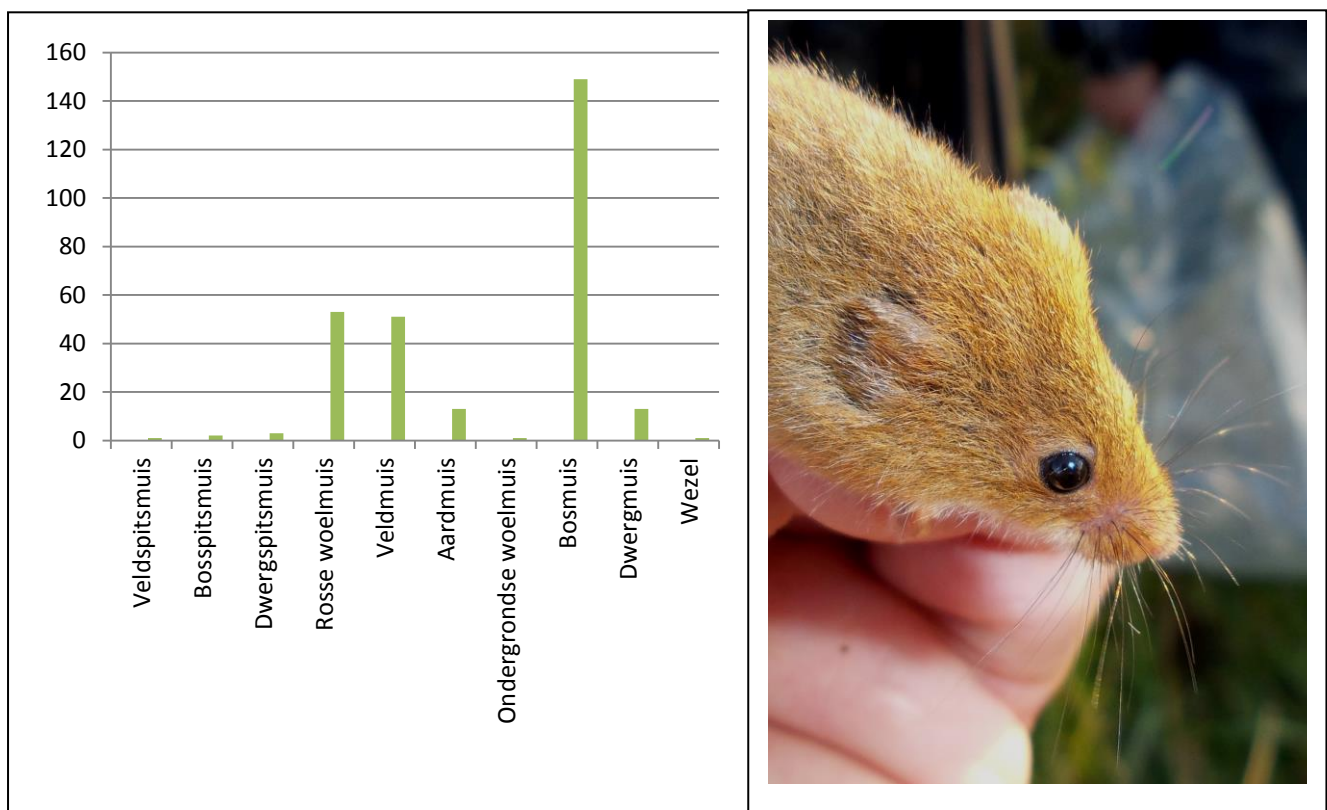 160
140
120
100
80
60
40
20
0
Veldspitsmuis
Bosspitsmuis
Dwergspitsmuis
Rosse woelmuis
Veldmuis
Aardmuis
Ondergrondse woelmuis
Bosmuis
Dwergmuis
Wezel